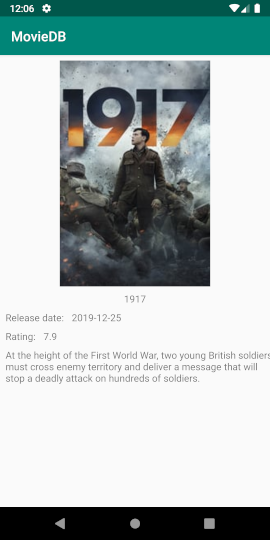 12:06
MovieDB
1917
1917
Release date: 2019-12-25
Rating: 7.9
At the height of the First World War, two young British soldiers
must cross enemy territory and deliver a message that will
stop a deadly attack on hundreds of soldiers.